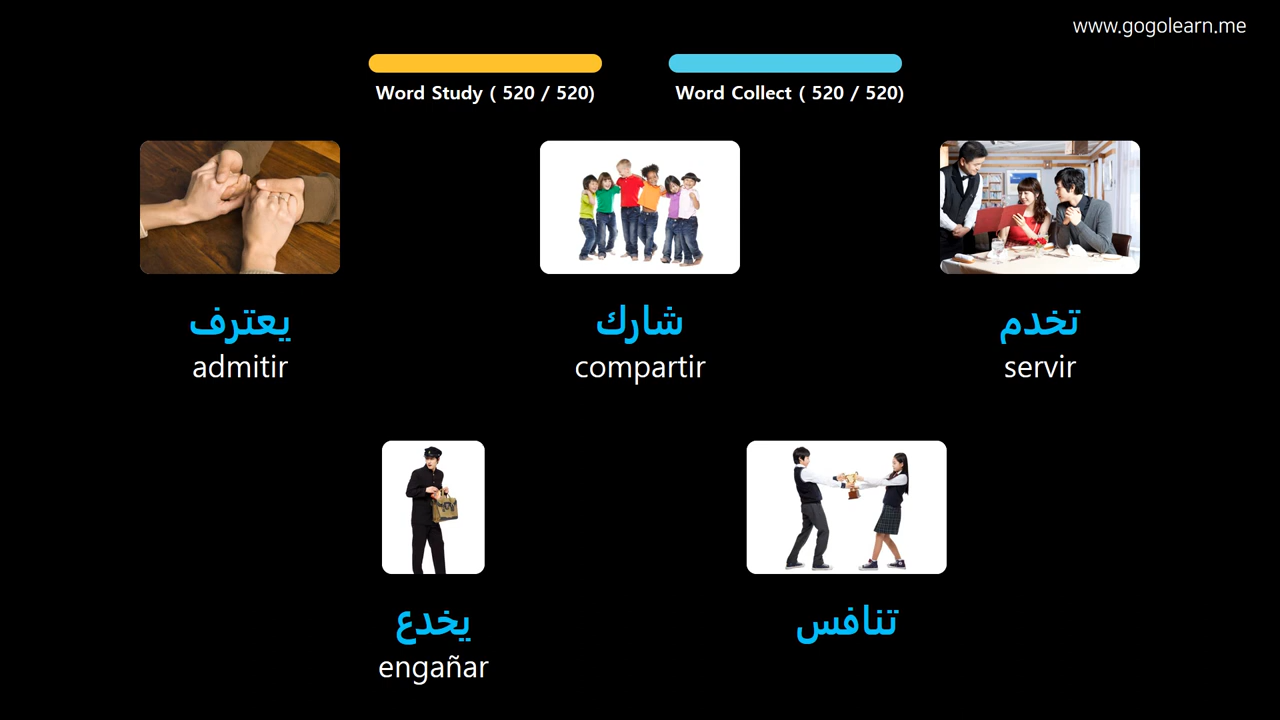 www.gogolearn.me
Word Study ( 520 / 520)
Word Collect ( 520 / 520)
يعترف
admitir
شارك
compartir
تخدم
servir
يخدع
engañar
تنافس